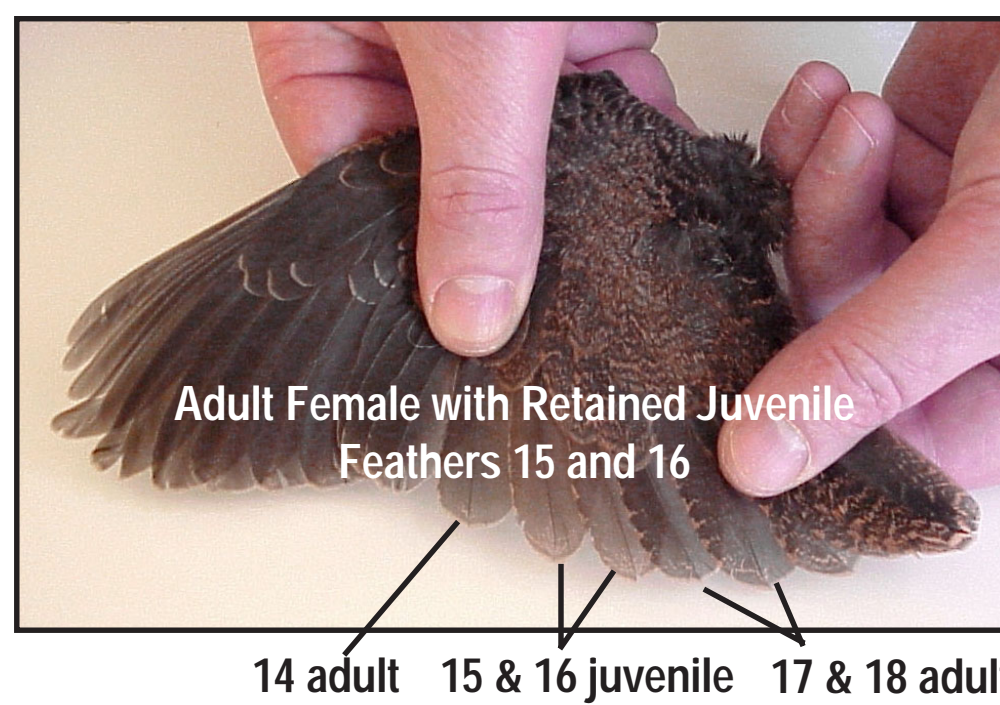 Adult Female with Retained Juvenile
Feathers 15 and 16
14 adult 15 & 16 juvenile 17 & 18 adul